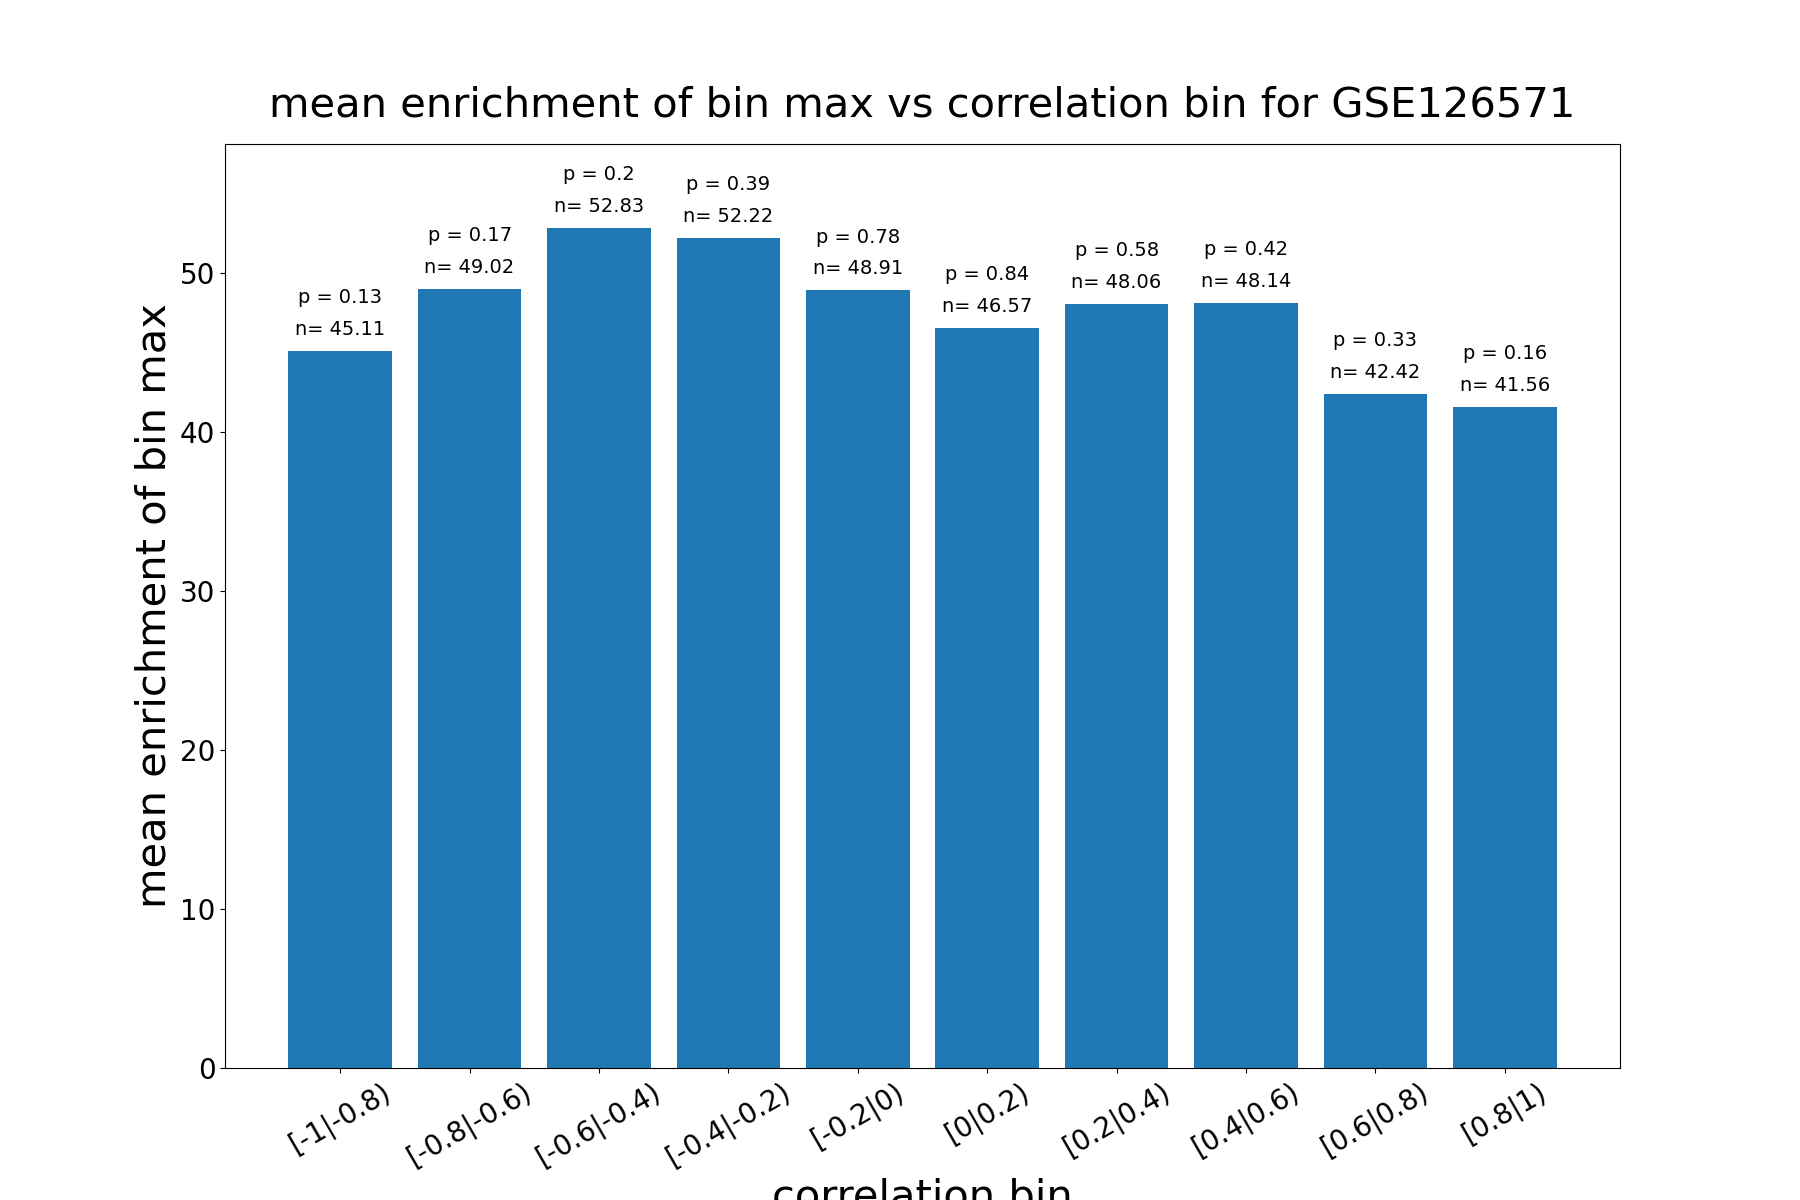 mean enrichment of bin max vs correlation bin for GSE126571
p = 0.13
n= 45.11
p = 0.17
n= 49.02
p = 0.2
n= 52.83
p = 0.39
n= 52.22
p = 0.78
n= 48.91
p = 0.84
n= 46.57
p = 0.58
n= 48.06
p = 0.42
n= 48.14
p = 0.33
n= 42.42
p = 0.16
n= 41.56
mean enrichment of bin max
50
40
30
20
10
0
[-1|-0.8)
[-0.8|-0.6)
[-0.6|-0.4)
[-0.4|-0.2)
[-0.2|0)
[0|0.2)
[0.2|0.4)
[0.4|0.6)
[0.6|0.8)
[0.8|1)
correlation bin